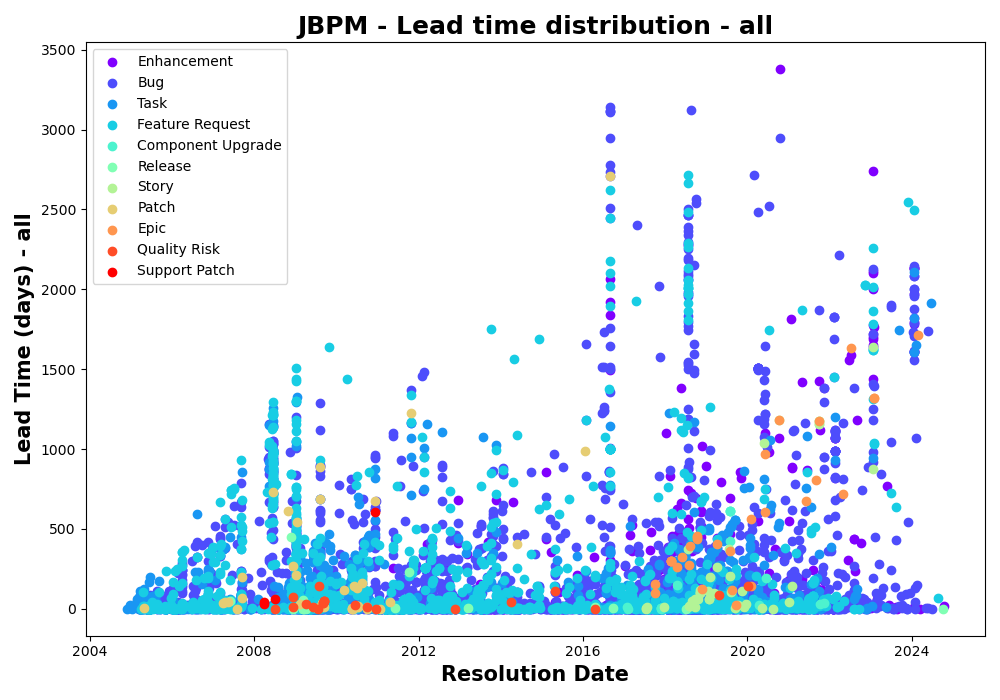 JBPM - Lead time distribution - all
Lead Time (days) - all
3500
3000
2500
2000
1500
1000
500
0
Enhancement
Bug
Task
Feature Request
Component Upgrade
Release
Story
Patch
Epic
Quality Risk
Support Patch
2004
2008
2012
2016
2020
2024
Resolution Date